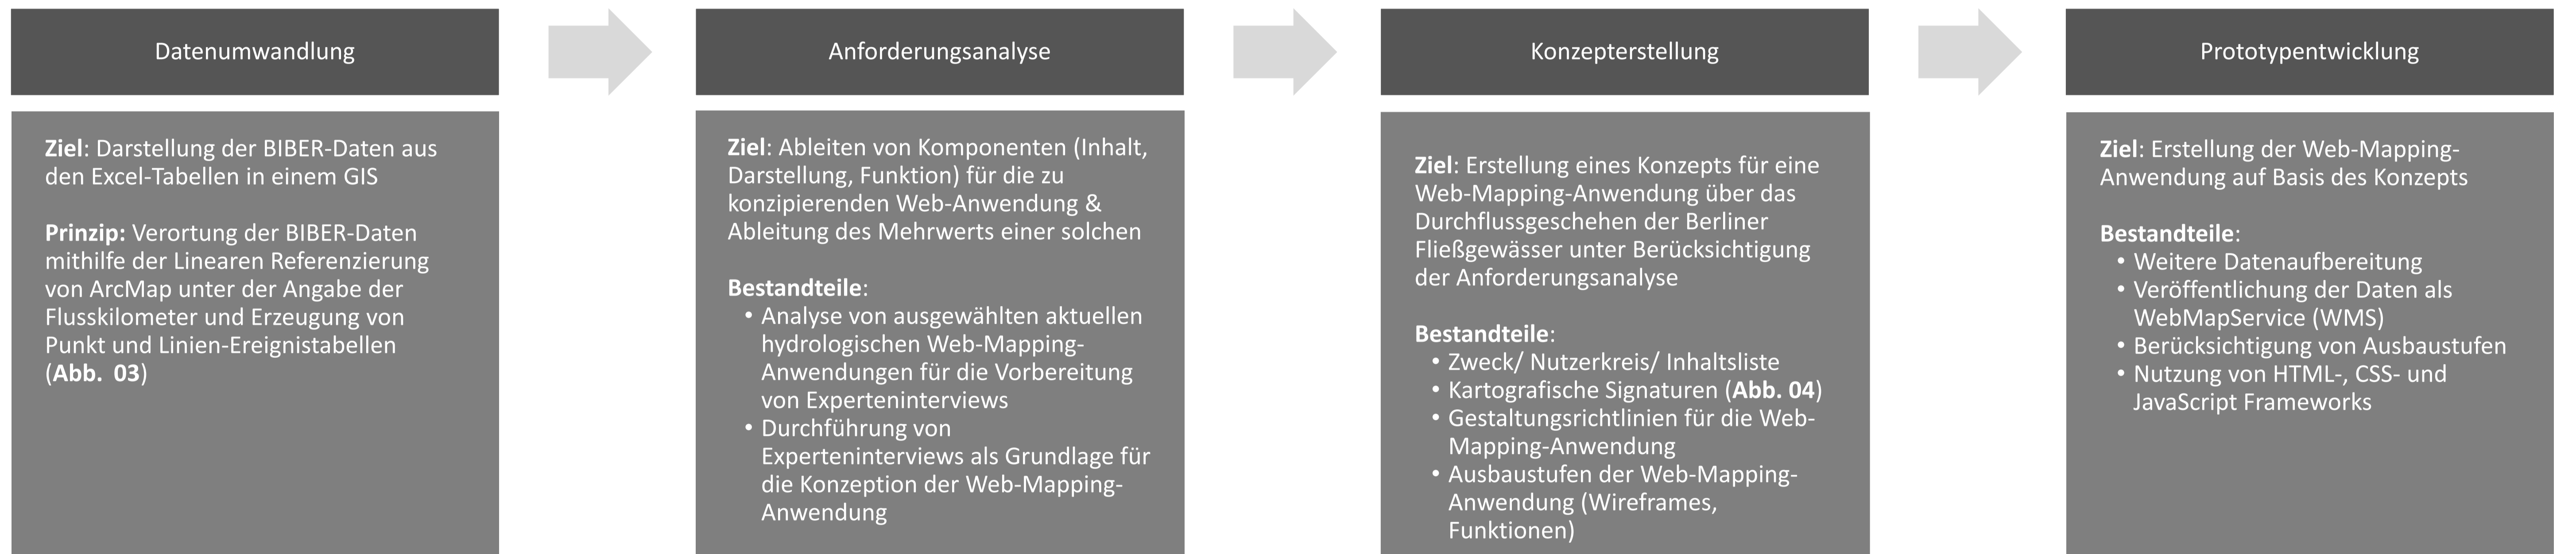 Datenumwandlung
Ziel: Darstellung der BIBER-Daten aus
den Excel-Tabellen in einem GIS
Prinzip: Verortung der BIBER-Daten
mithilfe der Linearen Referenzierung
von ArcMap unter der Angabe der
Flusskilometer und Erzeugung von
Punkt und Linien-Ereignistabellen
(Abb. 03)
Anforderungsanalyse
Ziel: Ableiten von Komponenten (Inhalt,
Darstellung, Funktion) für die zu
konzipierenden Web-Anwendung &
Ableitung des Mehrwerts einer solchen
Bestandteile:
• Analyse von ausgewählten aktuellen
hydrologischen Web-Mapping-
Anwendungen für die Vorbereitung
von Experteninterviews
• Durchführung von
Experteninterviews als Grundlage für
die Konzeption der Web-Mapping-
Anwendung
Konzepterstellung
Ziel: Erstellung eines Konzepts für eine
Web-Mapping-Anwendung über das
Durchflussgeschehen der Berliner
Fließgewässer unter Berücksichtigung
der Anforderungsanalyse
Bestandteile:
• Zweck/ Nutzerkreis/ Inhaltsliste
• Kartografische Signaturen (Abb. 04)
• Gestaltungsrichtlinien für die Web-
Mapping-Anwendung
• Ausbaustufen der Web-Mapping-
Anwendung (Wireframes,
Funktionen)
Prototypentwicklung
Ziel: Erstellung der Web-Mapping-
Anwendung auf Basis des Konzepts
Bestandteile:
• Weitere Datenaufbereitung
• Veröffentlichung der Daten als
WebMapService (WMS)
• Berücksichtigung von Ausbaustufen
• Nutzung von HTML-, CSS- und
JavaScript Frameworks